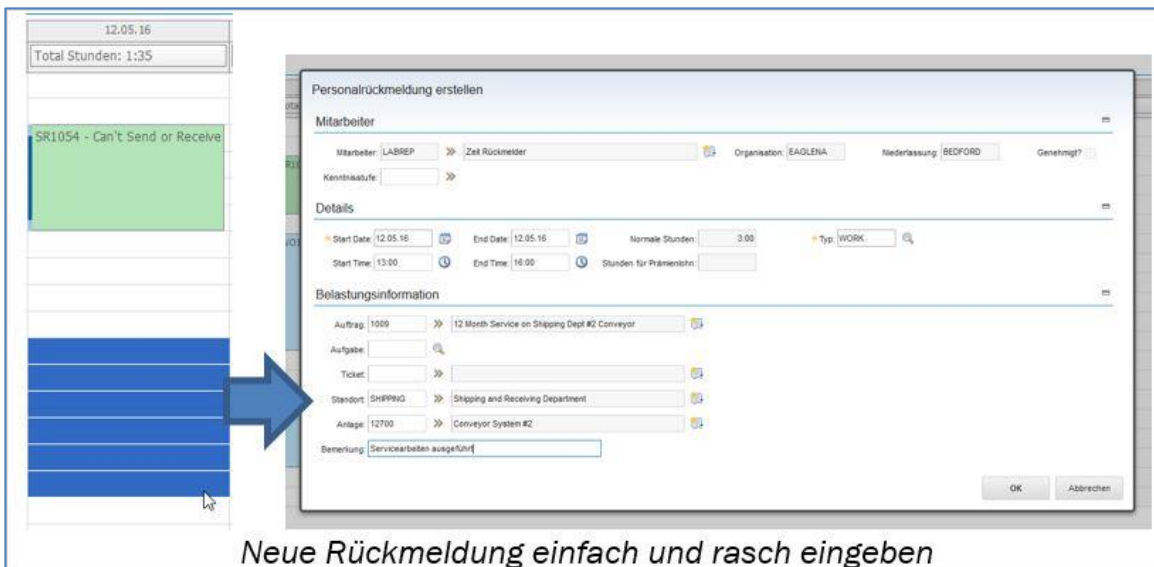 12.05.16
Total Stunden: 1:35
SR1054 - Can't Send or Receive
Personalrückmeldung erstellen
Mitarbeiter
Mitarbeiter: LABREP Zeit Rückmelder Organisation: EAGLENA Niederlassung: BEDFORD Genehmigt?
Kenntnisstufe:
Details
Start Date: 12.05.16 End Date: 12.05.16 Normale Stunden: 3:00 Typ: WORK
Start Time: 13:00 End Time: 16:00 Stunden für Prämienlohn:
Belastungsinformation
Auftrag: 1009 12 Month Service on Shipping Dept #2 Conveyor
Aufgabe:
Ticket:
Standort: SHIPPING Shipping and Receiving Department
Anlage: 12700 Conveyor System #2
Bemerkung: Servicearbeiten ausgeführt
OK Abbrechen
Neue Rückmeldung einfach und rasch eingeben